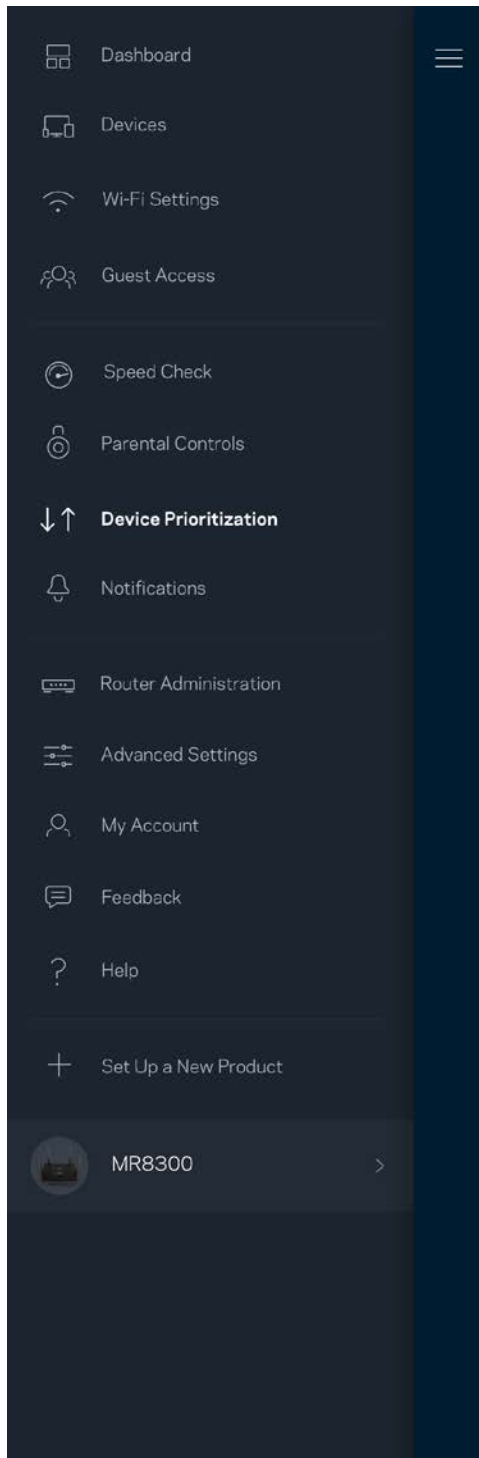 Dashboard
Devices
Wi-Fi Settings
Guest Access
Speed Check
Parental Controls
Device Prioritization
Notifications
Router Administration
Advanced Settings
My Account
Feedback
Help
Set Up a New Product
MR8300